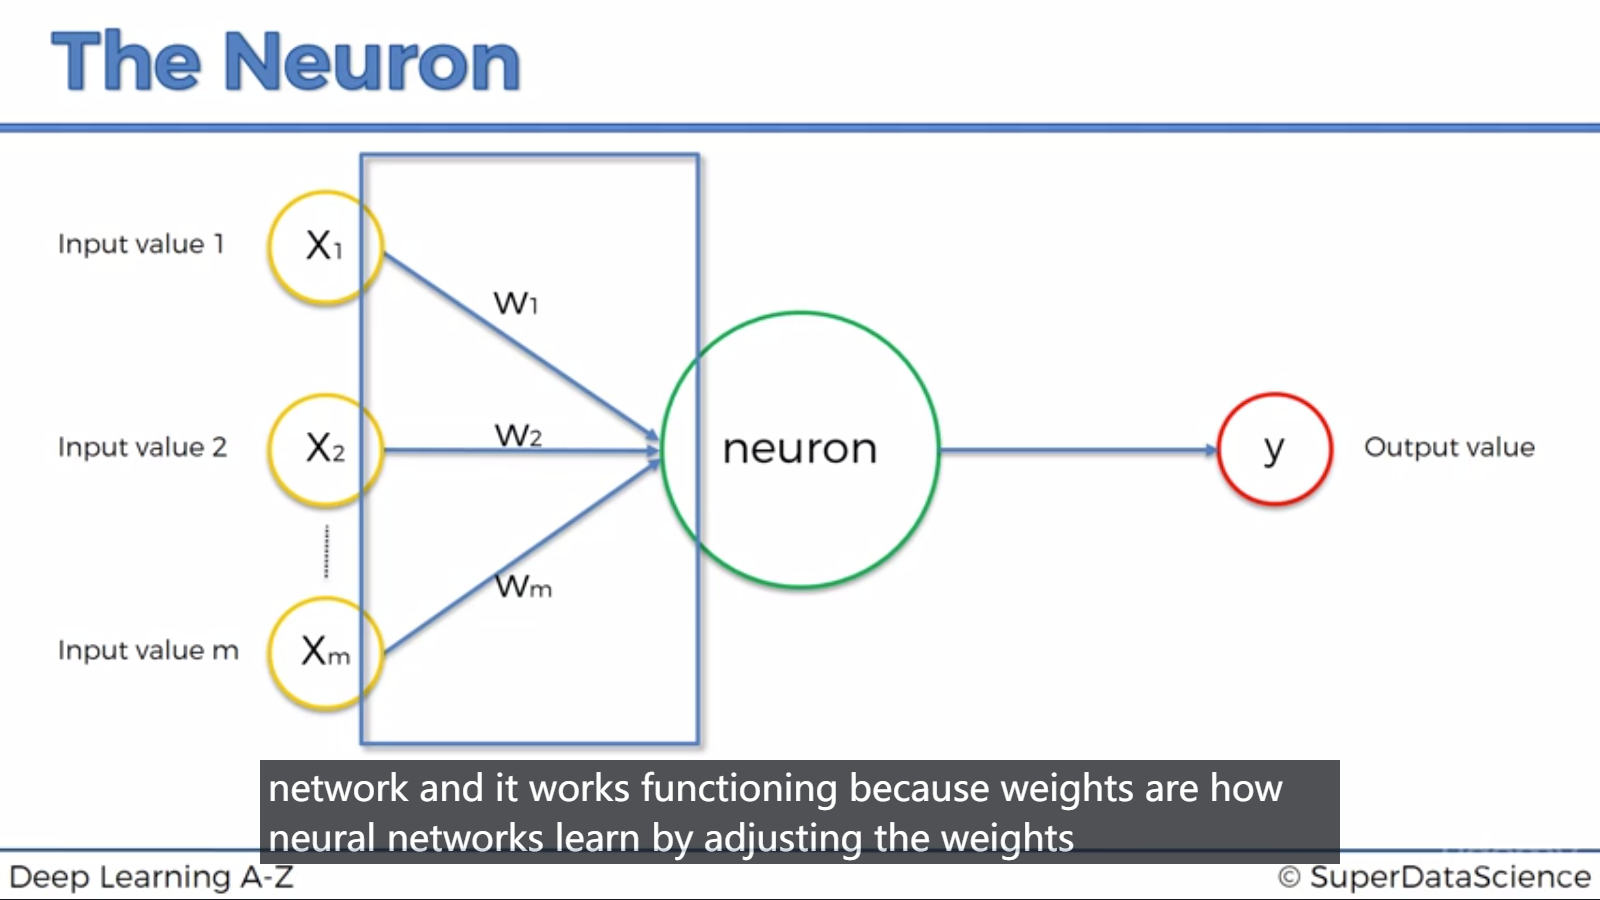 The Neuron
Input value 1
X1
W1
Input value 2
X2
W2
neuron
y
Output value
Wm
Input value m
Xm
network and it works functioning because weights are how
neural networks learn by adjusting the weights
Deep Learning A-Z
© SuperDataScience